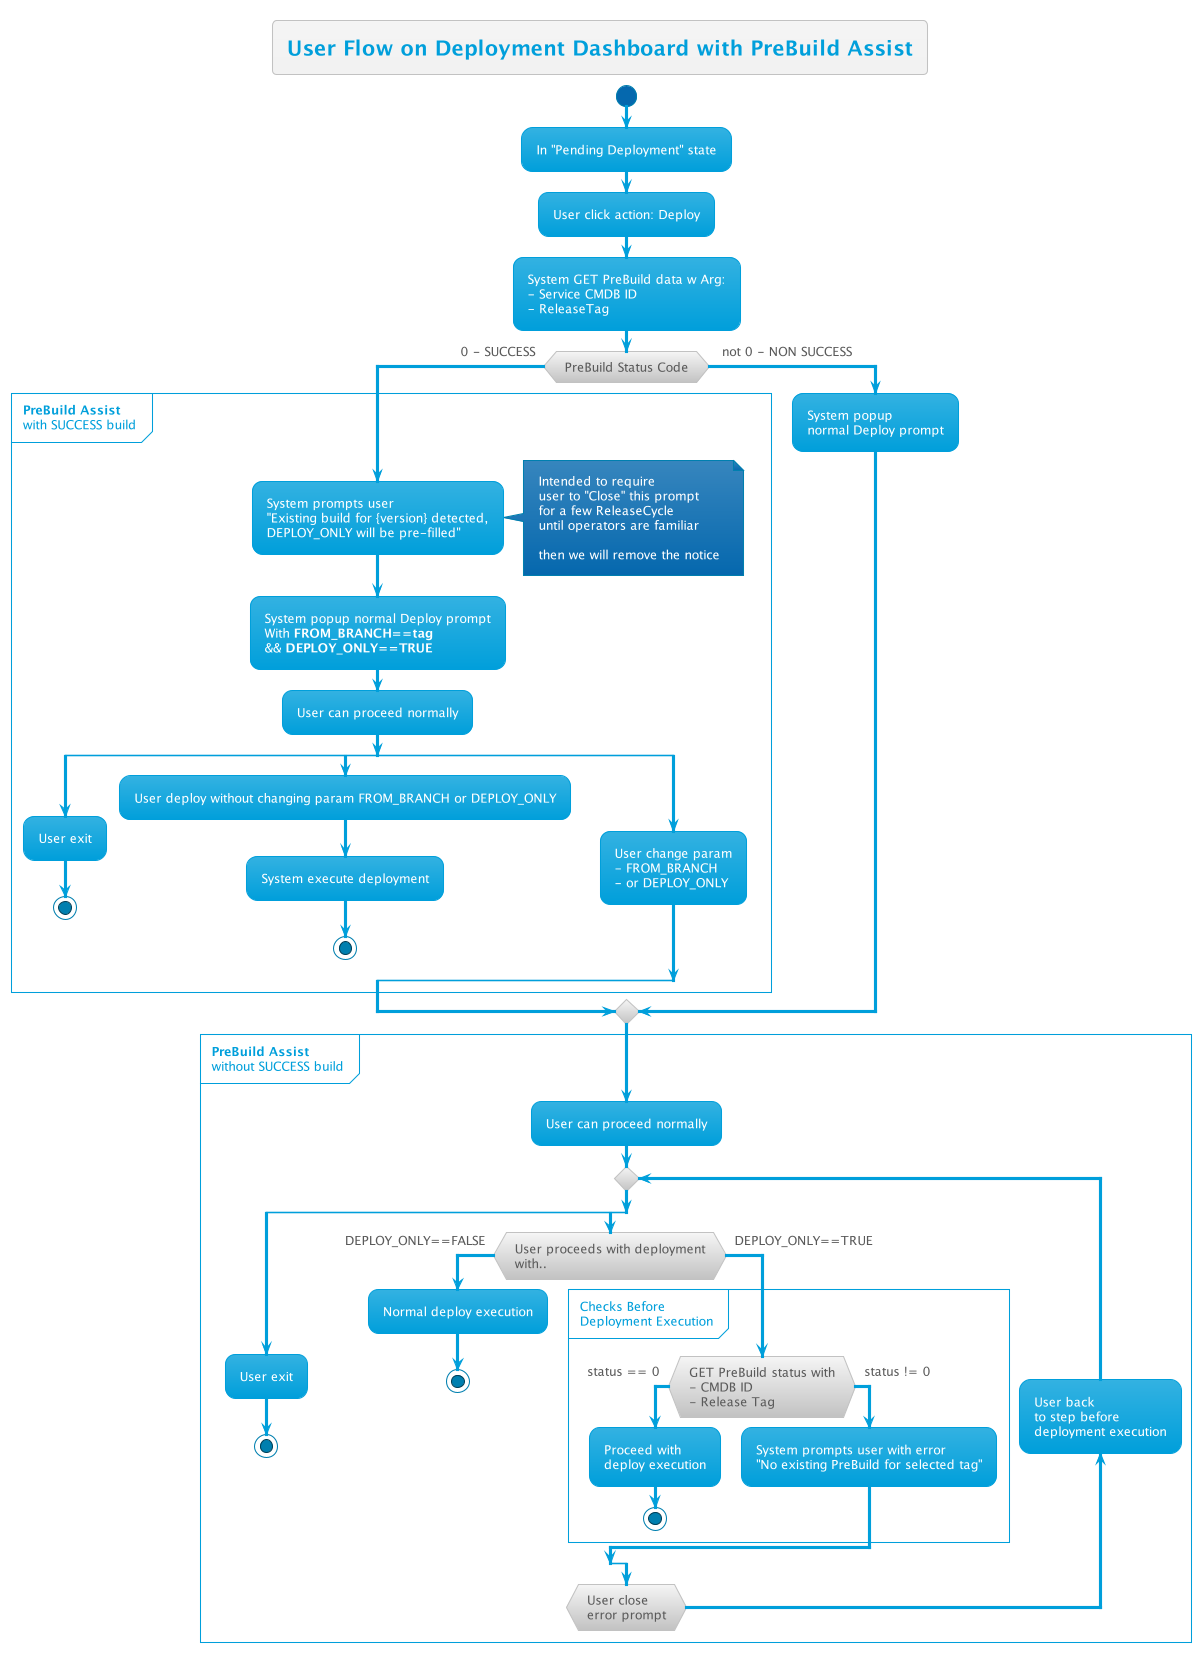 User Flow on Deployment Dashboard with PreBuild Assist
In "Pending Deployment" state
User click action: Deploy
System GET PreBuild data w Arg:
- Service CMDB ID
- ReleaseTag
0 - SUCCESS
PreBuild Status Code
not 0 - NON SUCCESS
PreBuild Assist
with SUCCESS build
System popup
normal Deploy prompt
System prompts user
"Existing build for {version} detected,
DEPLOY_ONLY will be pre-filled"
Intended to require
user to "Close" this prompt
for a few ReleaseCycle
until operators are familiar
then we will remove the notice
System popup normal Deploy prompt
With FROM_BRANCH==tag
&& DEPLOY_ONLY==TRUE
User can proceed normally
User exit
User deploy without changing param FROM_BRANCH or DEPLOY_ONLY
System execute deployment
User change param
- FROM_BRANCH
- or DEPLOY_ONLY
PreBuild Assist
without SUCCESS build
User can proceed normally
DEPLOY_ONLY==FALSE
User proceeds with deployment
with..
DEPLOY_ONLY==TRUE
User exit
Normal deploy execution
Checks Before
Deployment Execution
status == 0
GET PreBuild status with
- CMDB ID
- Release Tag
status != 0
Proceed with
deploy execution
System prompts user with error
"No existing PreBuild for selected tag"
User back
to step before
deployment execution
User close
error prompt